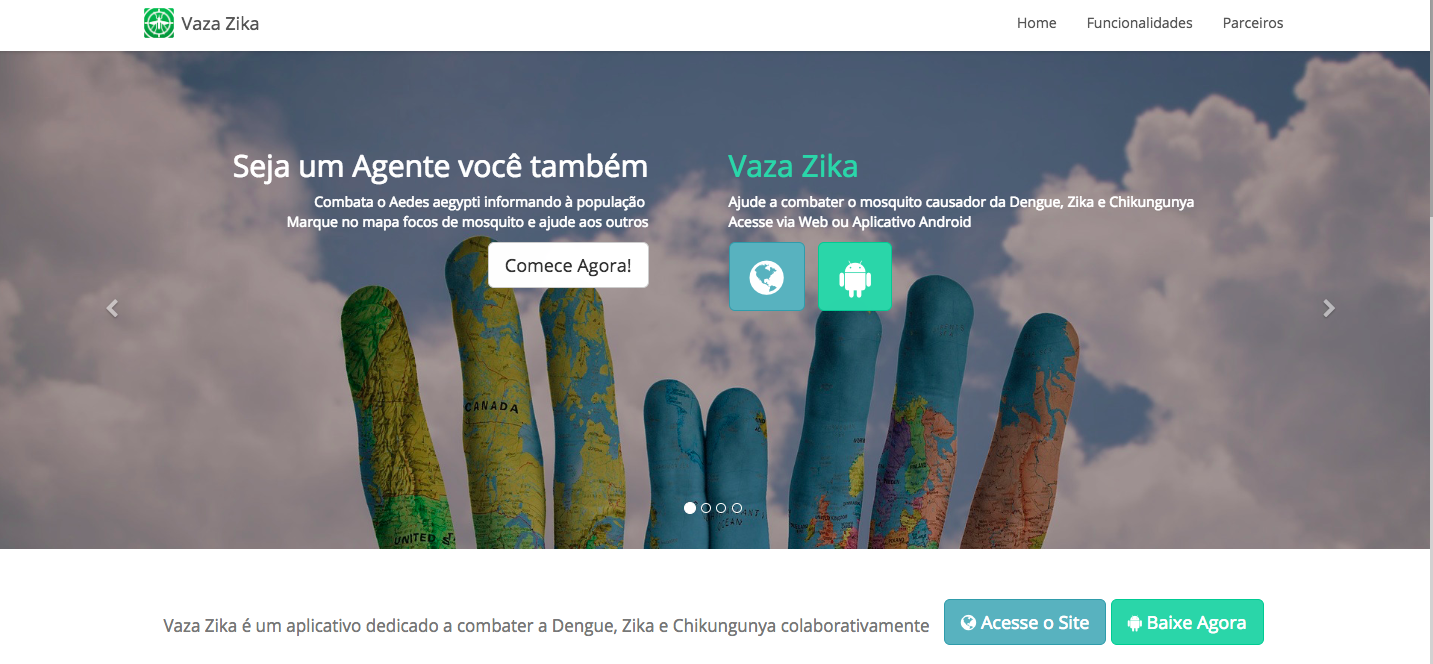 Vaza Zika
Home Funcionalidades Parceiros
Seja um Agente você também
Combata o Aedes aegypti informando à população
Marque no mapa focos de mosquito e ajude aos outros
Comece Agora!
Vaza Zika
Ajude a combater o mosquito causador da Dengue, Zika e Chikungunya
Acesse via Web ou Aplicativo Android
CANADA
UNITED S
Vaza Zika é um aplicativo dedicado a combater a Dengue, Zika e Chikungunya colaborativamente
Acesse o Site
Baixe Agora